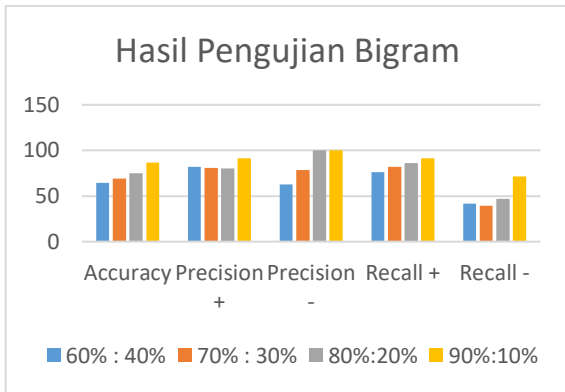 Hasil Pengujian Bigram
150
100
50
0
Accuracy Precision Precision Recall + Recall -
+ -
60% : 40% 70% : 30% 80%:20% 90%:10%